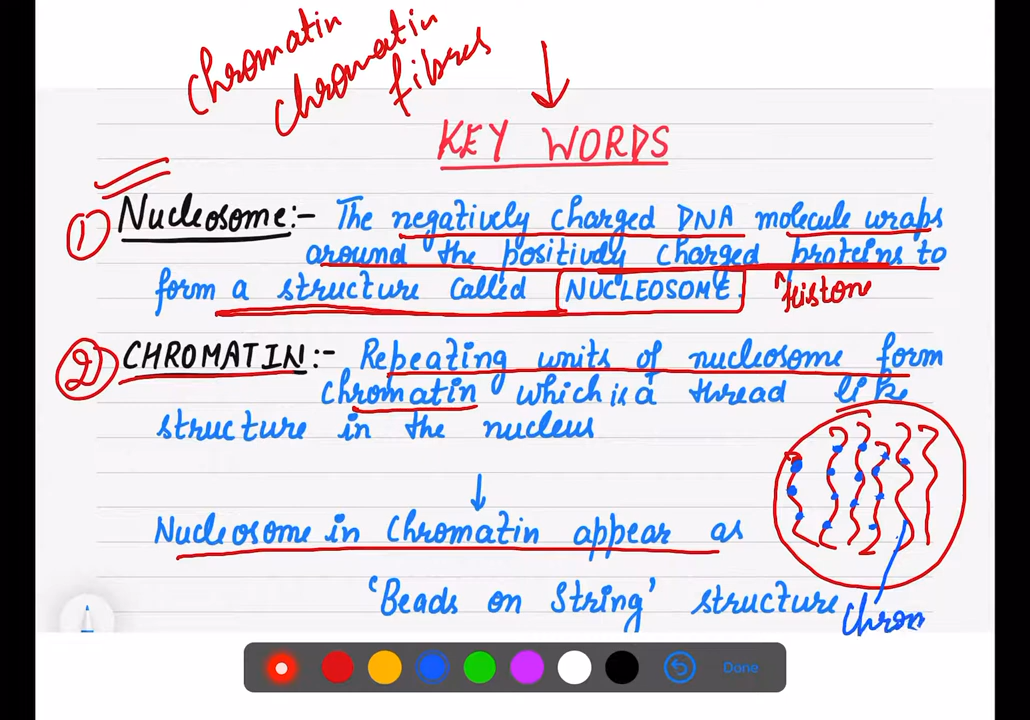 Chromatin
Chromatin
fibres
KEY WORDS
1) Nucleosome:- The negatively charged DNA molecule wraps
around the positively charged proteins to
form a structure called NUCLEOSOME. Histone
2) CHROMATIN:- Repeating units of nucleosome form
chromatin which is a thread like
structure in the nucleus
Nucleosome in Chromatin appear as
'Beads on String' structure
Chrom
Done